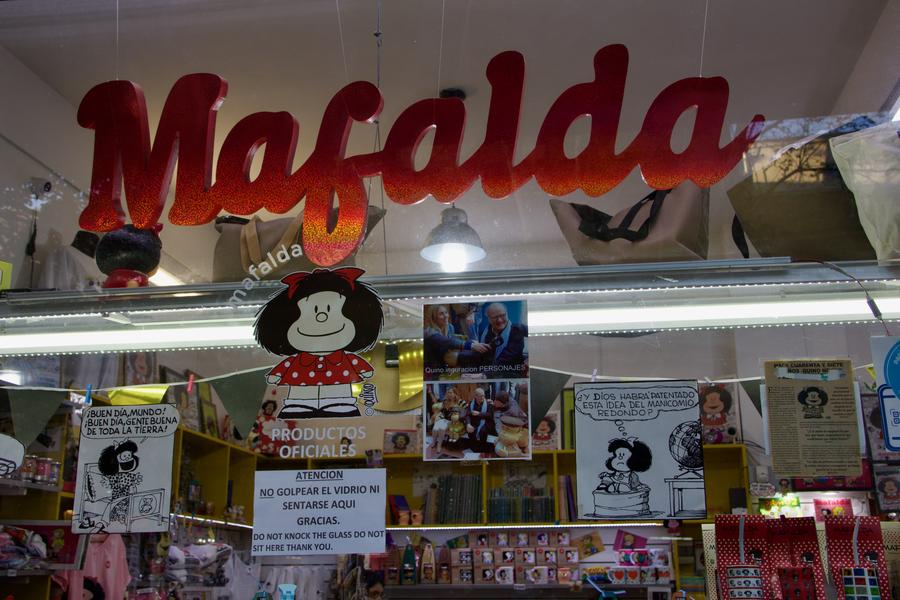 Mafalda
mafalda
© Quino
PRODUCTOS
OFICIALES
Quino inguracion PERSONAJES
¡BUEN DÍA, MUNDO!
¡BUEN DÍA, GENTE BUENA
DE TODA LA TIERRA!
¿Y DIOS HABRÁ PATENTADO
ESTA IDEA DEL MANICOMIO
REDONDO?
ATENCION
NO GOLPEAR EL VIDRIO NI
SENTARSE AQUI
GRACIAS.
DO NOT KNOCK THE GLASS DO NOT
SIT HERE THANK YOU.